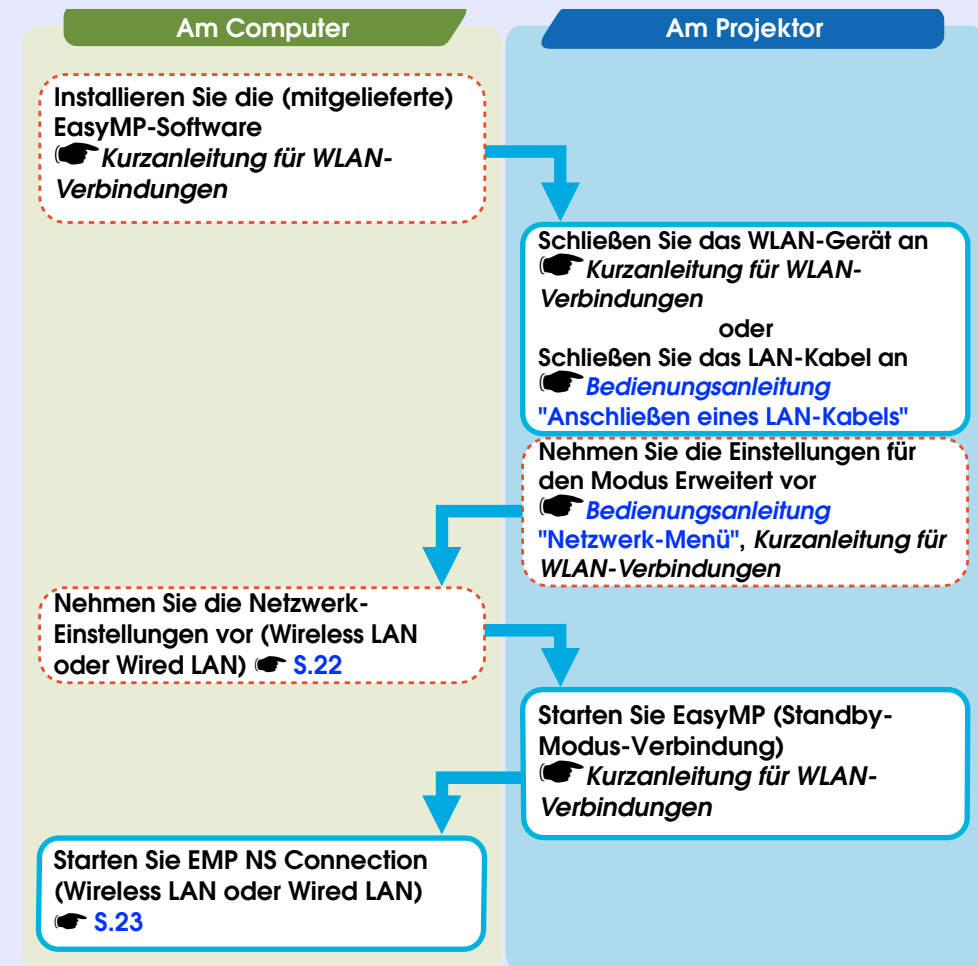 Am Computer
Am Projektor
Installieren Sie die (mitgelieferte)
EasyMP-Software
☛ Kurzanleitung für WLAN-
Verbindungen
Schließen Sie das WLAN-Gerät an
☛ Kurzanleitung für WLAN-
Verbindungen
oder
Schließen Sie das LAN-Kabel an
☛ Bedienungsanleitung
"Anschließen eines LAN-Kabels"
Nehmen Sie die Einstellungen für
den Modus Erweitert vor
☛ Bedienungsanleitung
"Netzwerk-Menü", Kurzanleitung für
WLAN-Verbindungen
Nehmen Sie die Netzwerk-
Einstellungen vor (Wireless LAN
oder Wired LAN) ☛ S.22
Starten Sie EasyMP (Standby-
Modus-Verbindung)
☛ Kurzanleitung für WLAN-
Verbindungen
Starten Sie EMP NS Connection
(Wireless LAN oder Wired LAN)
☛ S.23